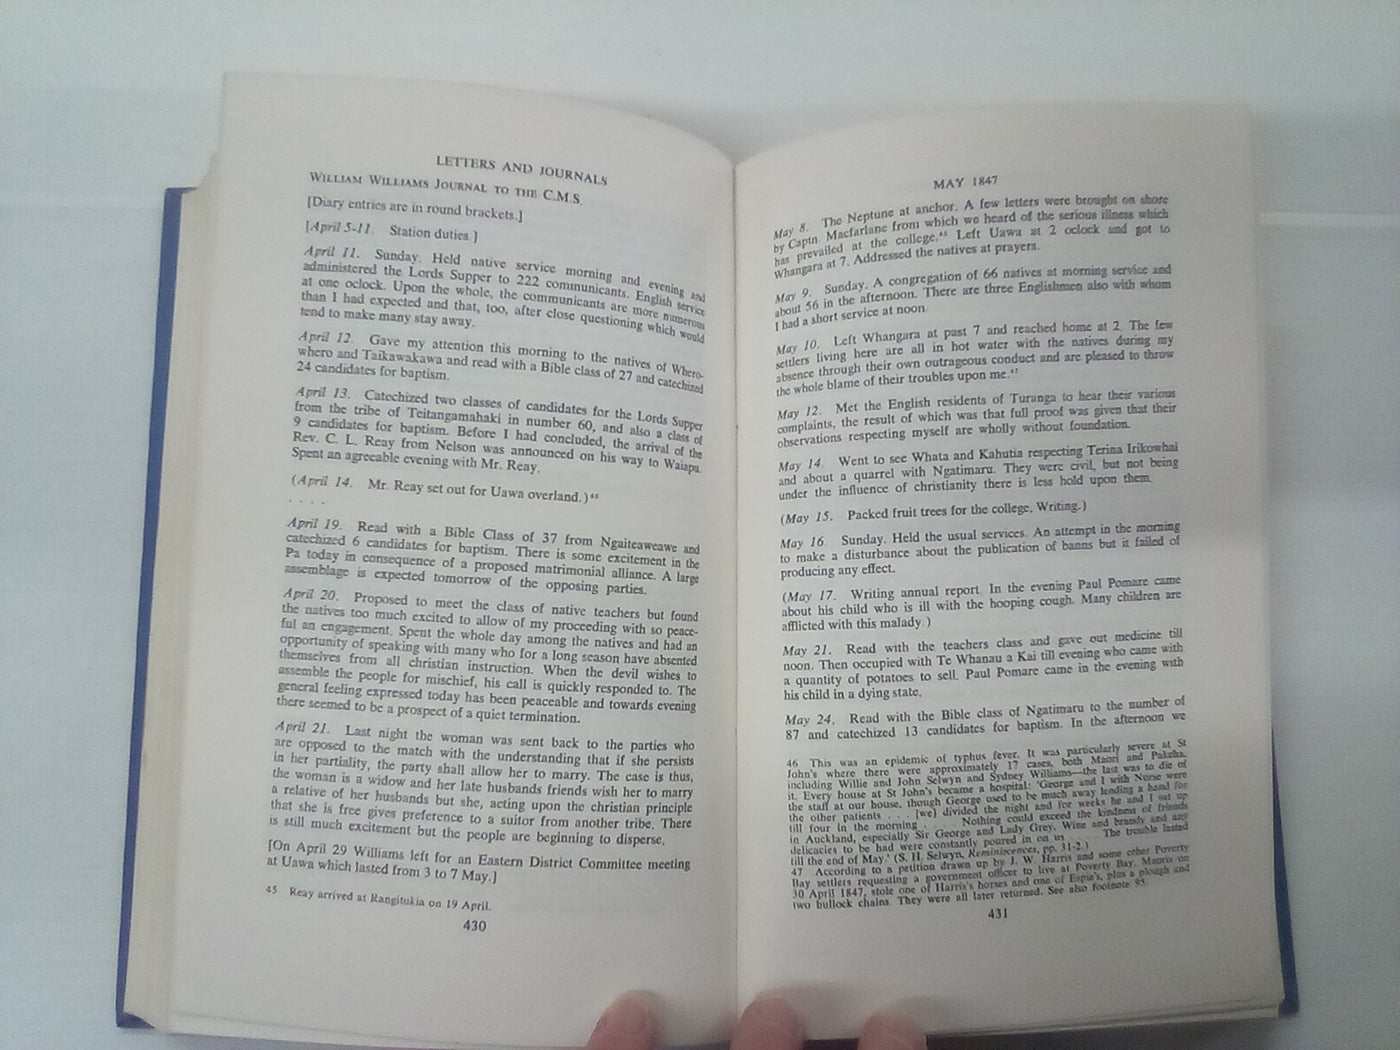 LETTERS AND JOURNALS
WILLIAM WILLIAMS JOURNAL TO THE C.M.S.
[Diary entries are in round brackets.]
[April 5-11. Station duties.]
April 11. Sunday. Held native service morning and evening and
administered the Lords Supper to 222 communicants. English service
at one oclock. Upon the whole, the communicants are more numerous
than I had expected and that, too, after close questioning which would
tend to make many stay away.
April 12. Gave my attention this morning to the natives of Whero-
whero and Taikawakawa and read with a Bible class of 27 and catechized
24 candidates for baptism.
April 13. Catechized two classes of candidates for the Lords Supper
from the tribe of Teitangamahaki in number 60, and also a class of
9 candidates for baptism. Before I had concluded, the arrival of the
Rev. C. L. Reay from Nelson was announced on his way to Waiapu.
Spent an agreeable evening with Mr. Reay.
(April 14. Mr. Reay set out for Uawa overland.)⁴⁵
. . . .
April 19. Read with a Bible Class of 37 from Ngaiteaweawe and
catechized 6 candidates for baptism. There is some excitement in the
Pa today in consequence of a proposed matrimonial alliance. A large
assemblage is expected tomorrow of the opposing parties.
April 20. Proposed to meet the class of native teachers but found
the natives too much excited to allow of my proceeding with so peace-
ful an engagement. Spent the whole day among the natives and had an
opportunity of speaking with many who for a long season have absented
themselves from all christian instruction. When the devil wishes to
assemble the people for mischief, his call is quickly responded to. The
general feeling expressed today has been peaceable and towards evening
there seemed to be a prospect of a quiet termination.
April 21. Last night the woman was sent back to the parties who
are opposed to the match with the understanding that if she persists
in her partiality, the party shall allow her to marry. The case is thus,
the woman is a widow and her late husbands friends wish her to marry
a relative of her husbands but she, acting upon the christian principle
that she is free gives preference to a suitor from another tribe. There
is still much excitement but the people are beginning to disperse.
[On April 29 Williams left for an Eastern District Committee meeting
at Uawa which lasted from 3 to 7 May.]
45 Reay arrived at Rangitukia on 19 April.
430
MAY 1847
May 8. The Neptune at anchor. A few letters were brought on shore
by Captn. Macfarlane from which we heard of the serious illness which
has prevailed at the college.⁴⁶ Left Uawa at 2 oclock and got to
Whangara at 7. Addressed the natives at prayers.
May 9. Sunday. A congregation of 66 natives at morning service and
about 56 in the afternoon. There are three Englishmen also with whom
I had a short service at noon.
May 10. Left Whangara at past 7 and reached home at 2. The few
settlers living here are all in hot water with the natives during my
absence through their own outrageous conduct and are pleased to throw
the whole blame of their troubles upon me.⁴⁷
May 12. Met the English residents of Turanga to hear their various
complaints, the result of which was that full proof was given that their
observations respecting myself are wholly without foundation.
May 14. Went to see Whata and Kahutia respecting Terina Irikowhai
and about a quarrel with Ngatimaru. They were civil, but not being
under the influence of christianity there is less hold upon them.
(May 15. Packed fruit trees for the college. Writing.)
May 16. Sunday. Held the usual services. An attempt in the morning
to make a disturbance about the publication of banns but it failed of
producing any effect.
(May 17. Writing annual report. In the evening Paul Pomare came
about his child who is ill with the hooping cough. Many children are
afflicted with this malady.)
May 21. Read with the teachers class and gave out medicine till
noon. Then occupied with Te Whanau a Kai till evening who came with
a quantity of potatoes to sell. Paul Pomare came in the evening with
his child in a dying state.
May 24. Read with the Bible class of Ngatimaru to the number of
87 and catechized 13 candidates for baptism. In the afternoon we
46 This was an epidemic of typhus fever. It was particularly severe at St
John's where there were approximately 17 cases, both Maori and Pakeha,
including Willie and John Selwyn and Sydney Williams—the last was to die of
it. Every house at St John's became a hospital: 'George and I with Nurse were
the staff at our house, though George used to be much away lending a hand for
the other patients . . . [we] divided the night and for weeks he and I sat up
till four in the morning . . . . Nothing could exceed the kindness of friends
in Auckland, especially Sir George and Lady Grey. Wine and brandy and any
delicacies to be had were constantly poured in on us . . . . The trouble lasted
till the end of May.' (S. H. Selwyn, Reminiscences, pp. 31-2.)
47 According to a petition drawn up by J. W. Harris and some other Poverty
Bay settlers requesting a government officer to live at Poverty Bay, Maoris on
30 April 1847, stole one of Harris's horses and one of Espie's, plus a plough and
two bullock chains. They were all later returned. See also footnote 95.
431